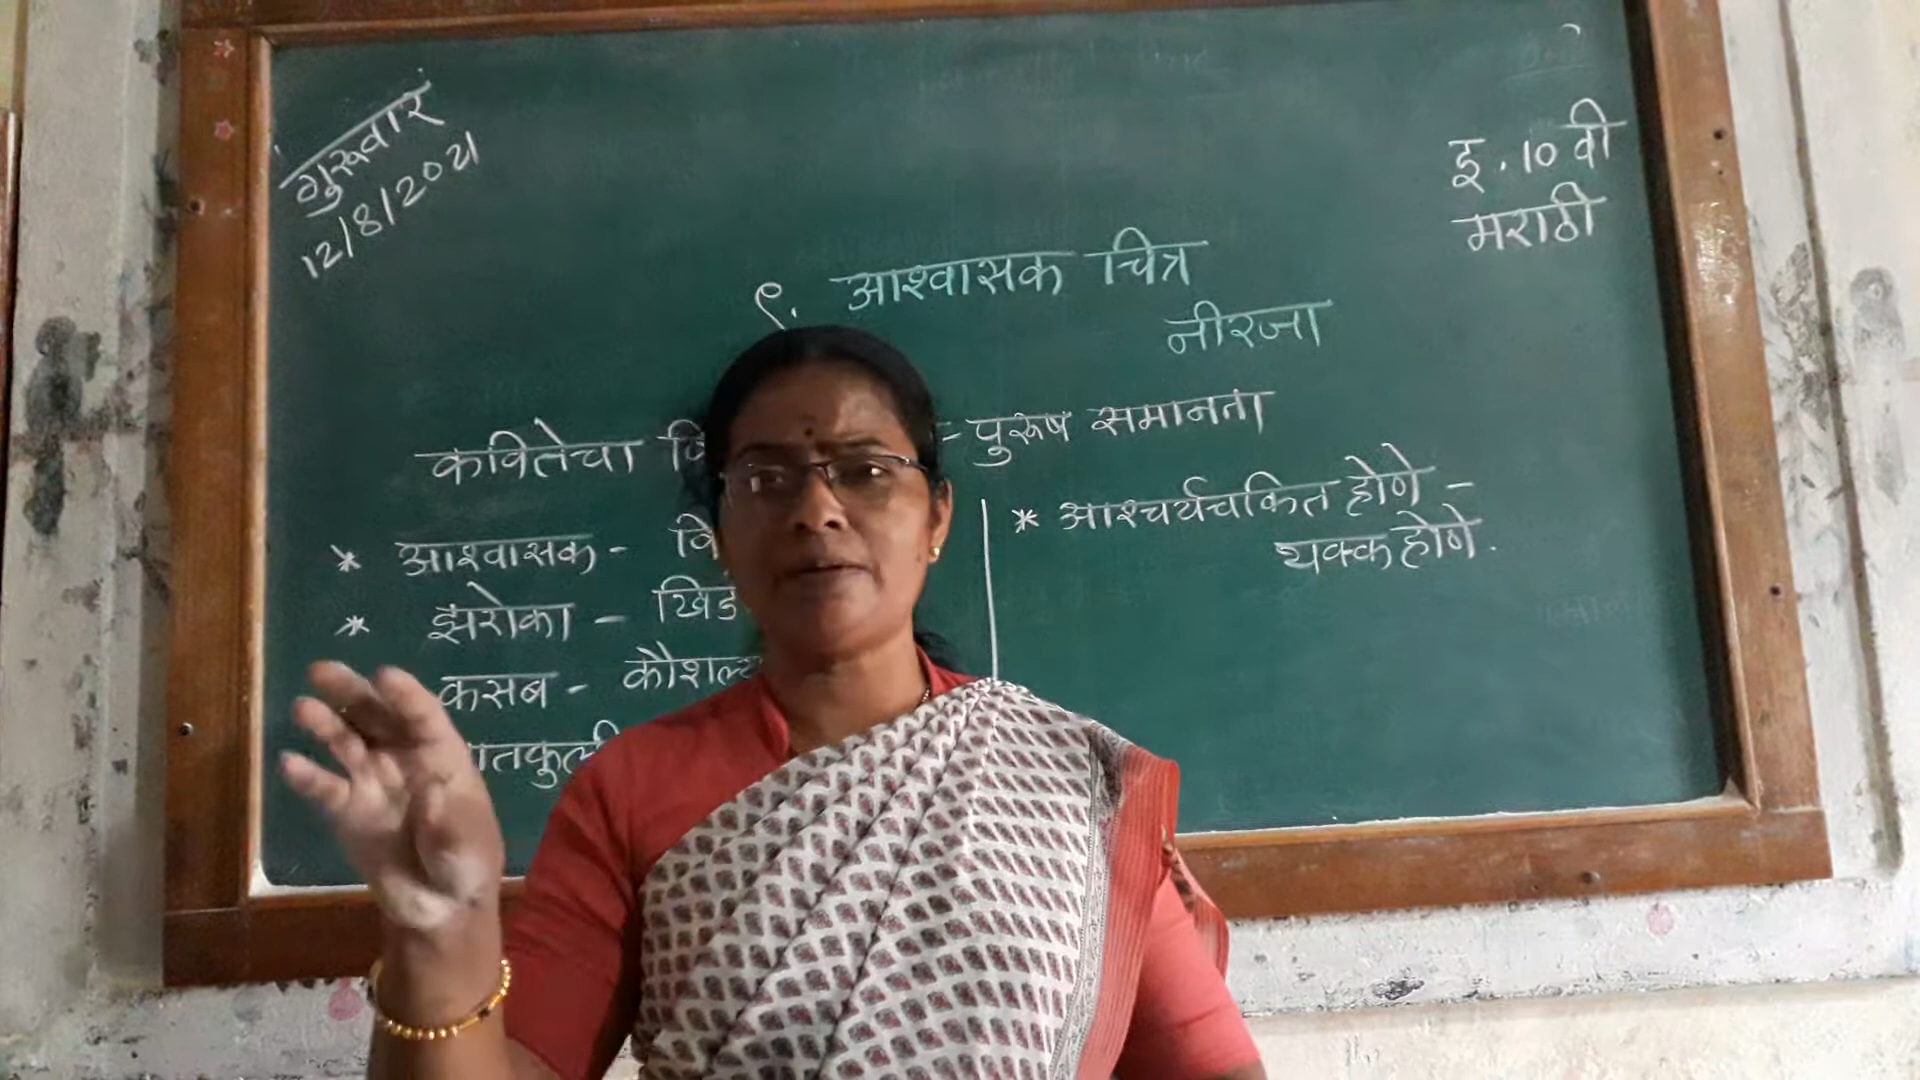 गुरूवार
12/8/2021
इ. 10 वी
मराठी
९. आश्वासक चित्र
नीरजा
कवितेचा - पुरूष समानता
* आश्वासक -
* झरोका -
कसब - कौशल्य
* आश्चर्यचकित होणे -
थक्क होणे.